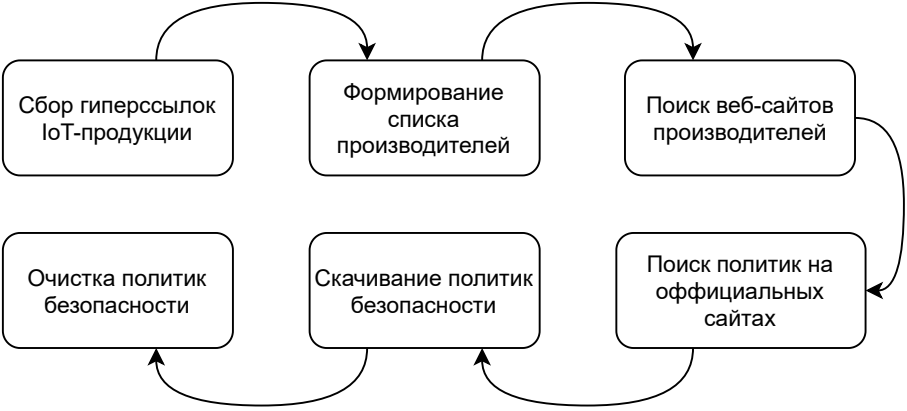 Сбор гиперссылок
IoT-продукции
Формирование
списка
производителей
Поиск веб-сайтов
производителей
Поиск политик на
оффициальных
сайтах
Скачивание политик
безопасности
Очистка политик
безопасности